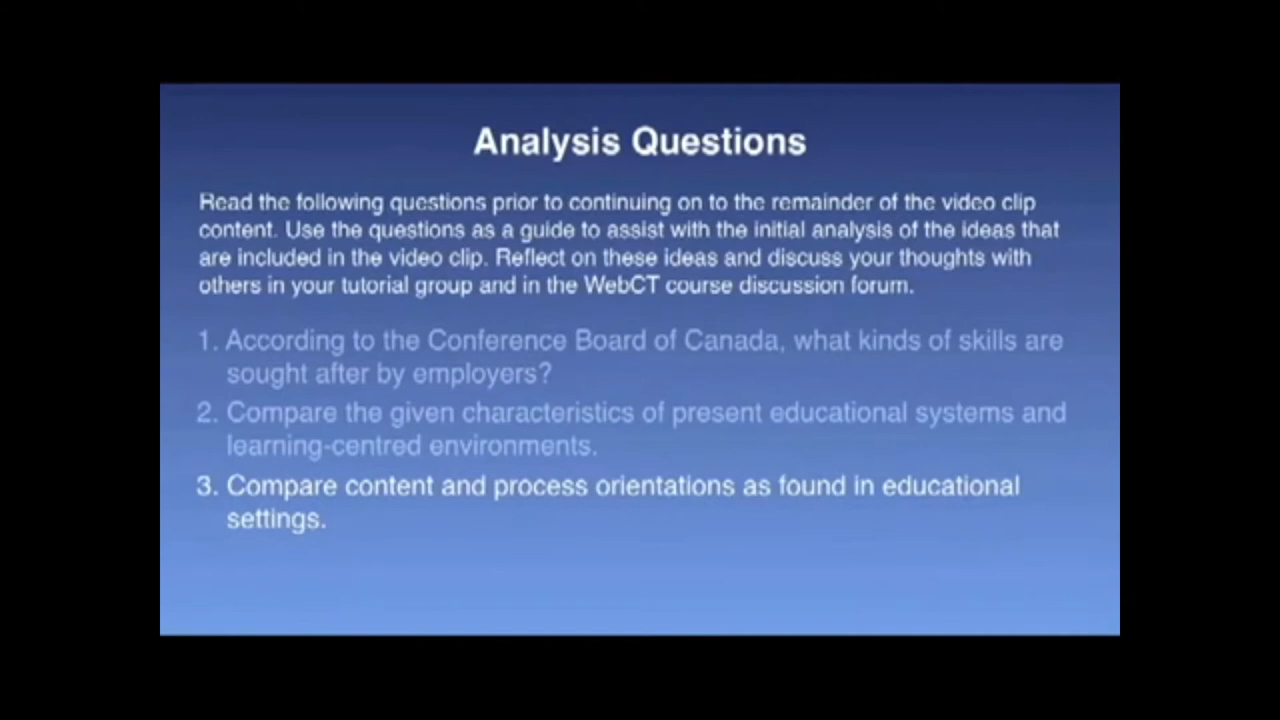 Analysis Questions
Read the following questions prior to continuing on to the remainder of the video clip
content. Use the questions as a guide to assist with the initial analysis of the ideas that
are included in the video clip. Reflect on these ideas and discuss your thoughts with
others in your tutorial group and in the WebCT course discussion forum.
1. According to the Conference Board of Canada, what kinds of skills are
sought after by employers?
2. Compare the given characteristics of present educational systems and
learning-centred environments.
3. Compare content and process orientations as found in educational
settings.